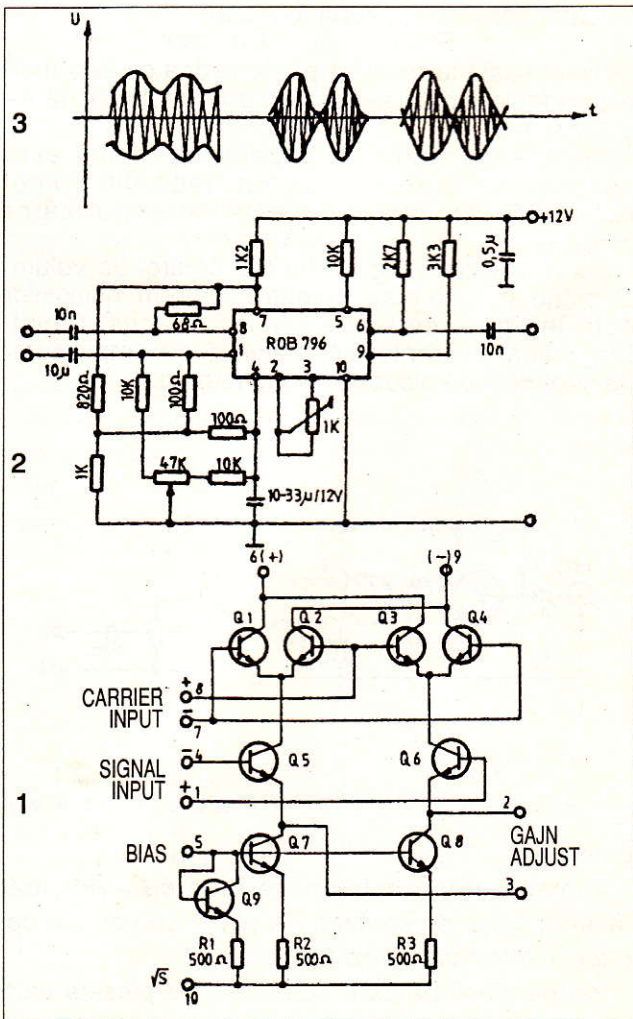 U
3
t
+12V
1K2
10K
2K7
3K3
0,5µ
10n
68Ω
8
7
5
6
ROB 796
10µ
1
4
2
3
10
9
10n
820Ω
10K
100Ω
100Ω
1K
2
1K
47K
10K
10-33µ/12V
6(+)
(-)9
Q1
Q2
Q3
Q4
CARRIER
INPUT
+
8
-
7
SIGNAL
INPUT
-
4
+
1
Q5
Q6
1
2
BIAS
5
Q7
Q8
GAJN
ADJUST
3
Q9
R1
500Ω
R2
500Ω
R3
500Ω
√S
10